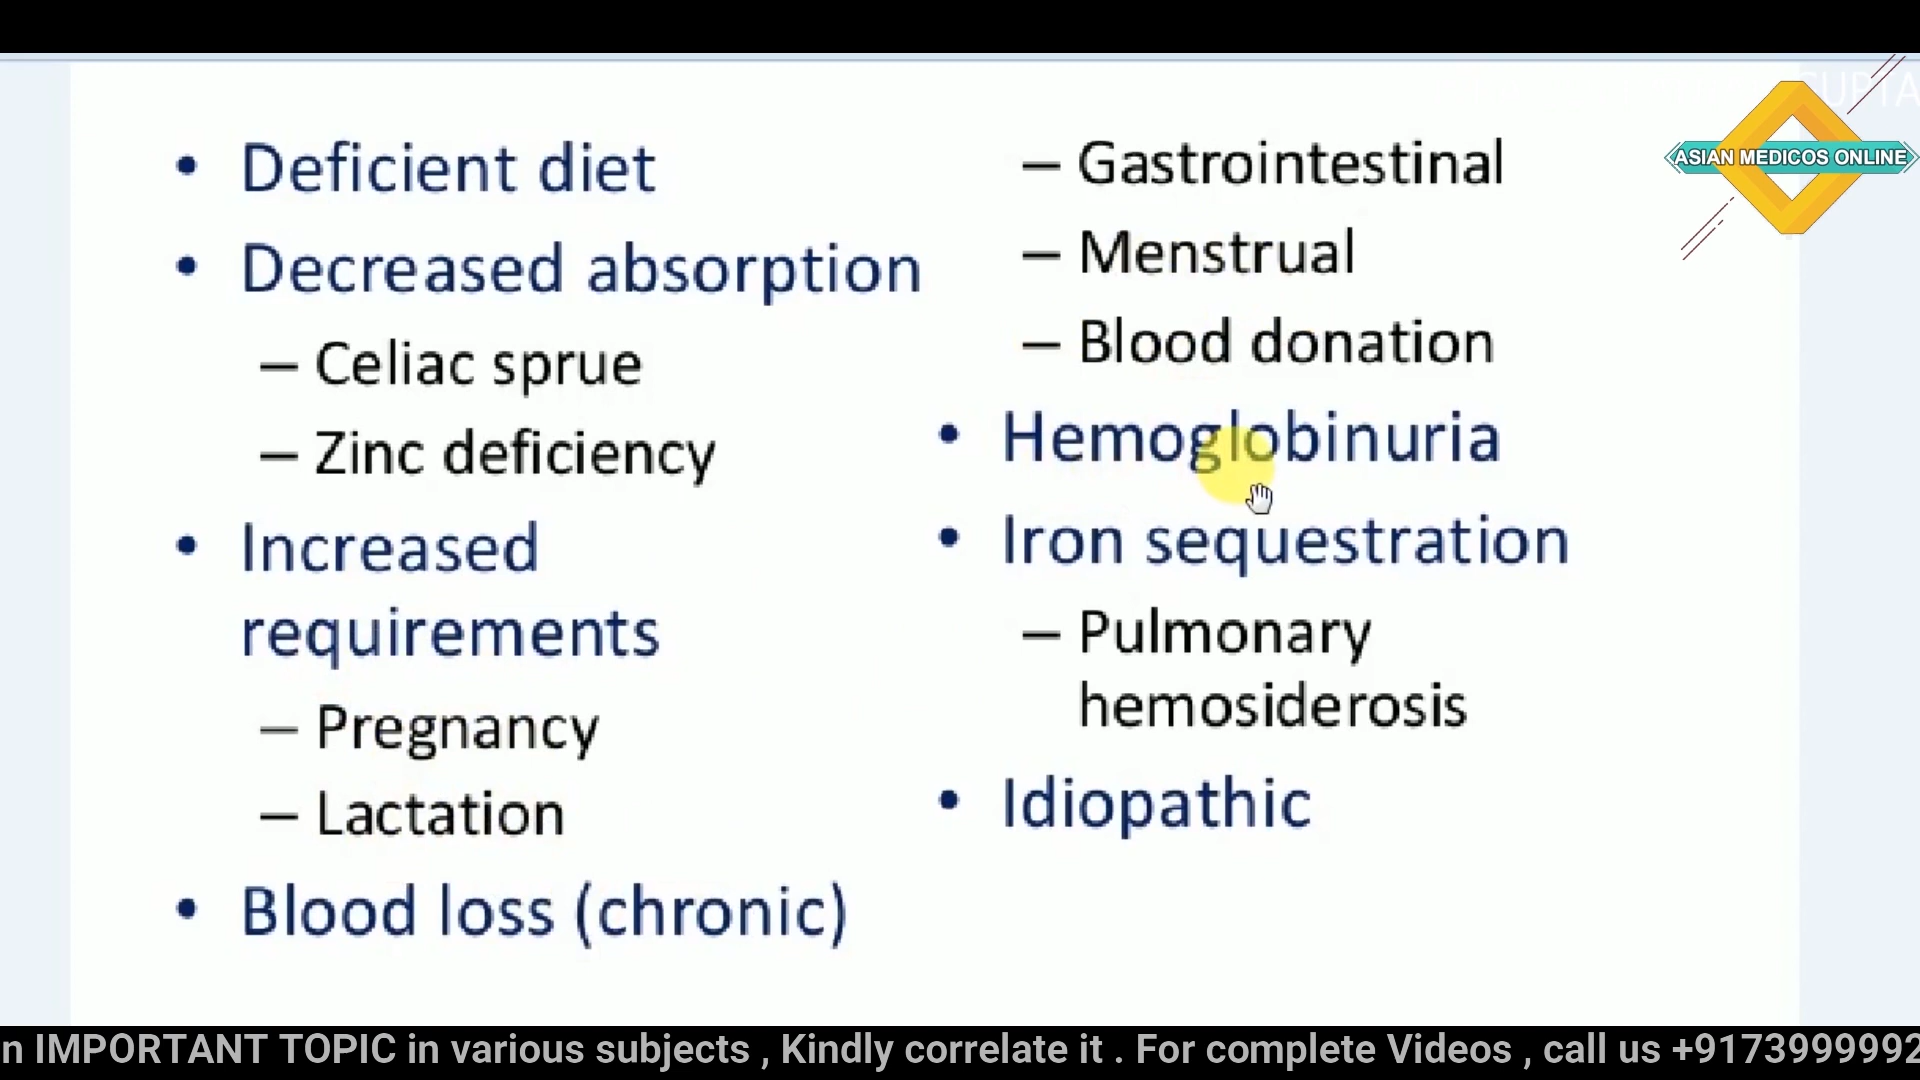 • Deficient diet
• Decreased absorption
– Celiac sprue
– Zinc deficiency
• Increased
requirements
– Pregnancy
– Lactation
• Blood loss (chronic)
– Gastrointestinal
– Menstrual
– Blood donation
• Hemoglobinuria
• Iron sequestration
– Pulmonary
hemosiderosis
• Idiopathic
ASIAN MEDICOS ONLINE
n IMPORTANT TOPIC in various subjects , Kindly correlate it . For complete Videos , call us +91739999992